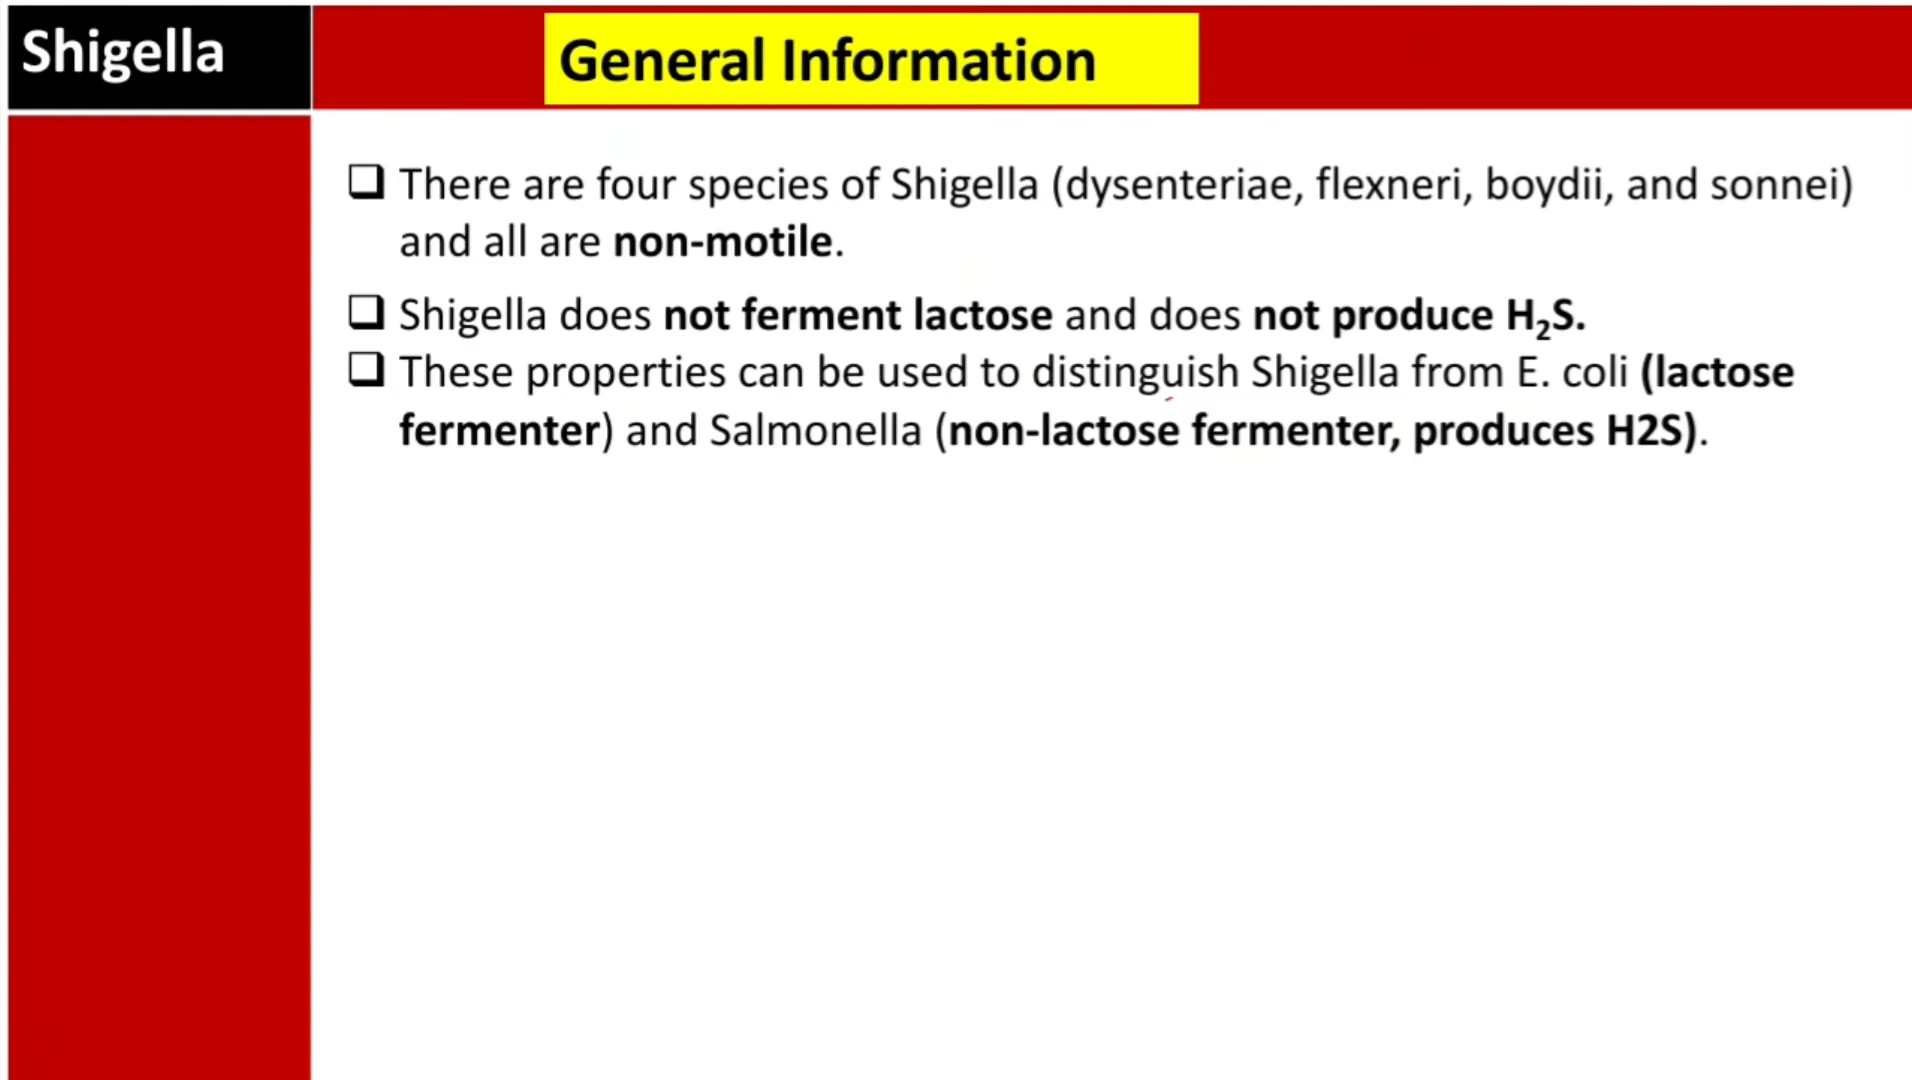 Shigella
General Information
❑ There are four species of Shigella (dysenteriae, flexneri, boydii, and sonnei)
and all are non-motile.
❑ Shigella does not ferment lactose and does not produce H₂S.
❑ These properties can be used to distinguish Shigella from E. coli (lactose
fermenter) and Salmonella (non-lactose fermenter, produces H2S).